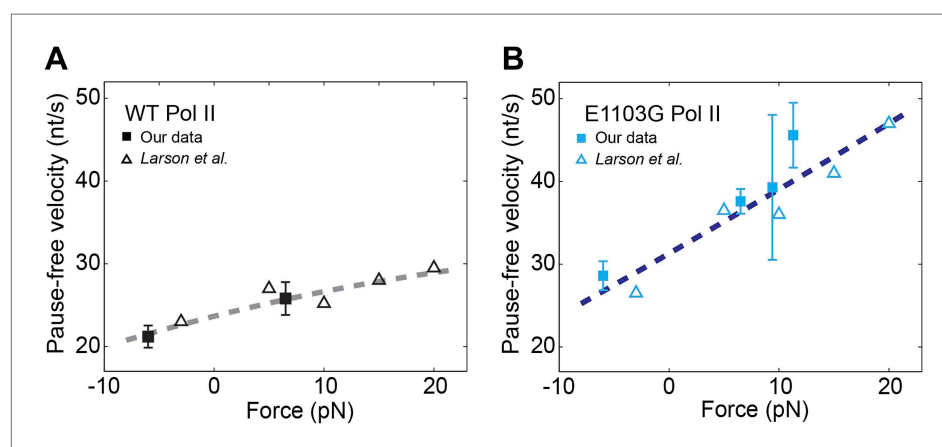 A
Pause-free velocity (nt/s)
50
40
30
20
WT Pol II
Our data
Larson et al.
-10
0
10
20
Force (pN)
B
Pause-free velocity (nt/s)
50
40
30
20
E1103G Pol II
Our data
Larson et al.
-10
0
10
20
Force (pN)